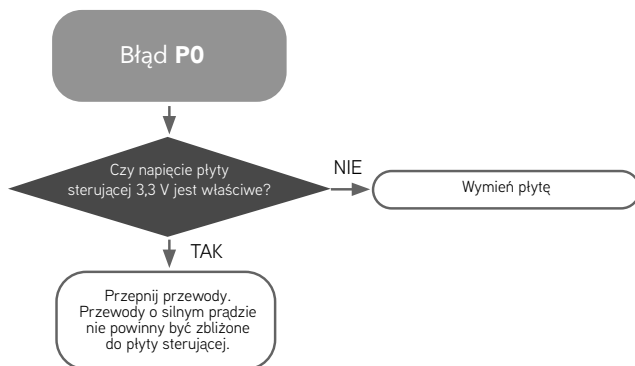 Błąd P0
Czy napięcie płyty
sterującej 3,3 V jest właściwe?
NIE
Wymień płytę
TAK
Przepnij przewody.
Przewody o silnym prądzie
nie powinny być zbliżone
do płyty sterującej.